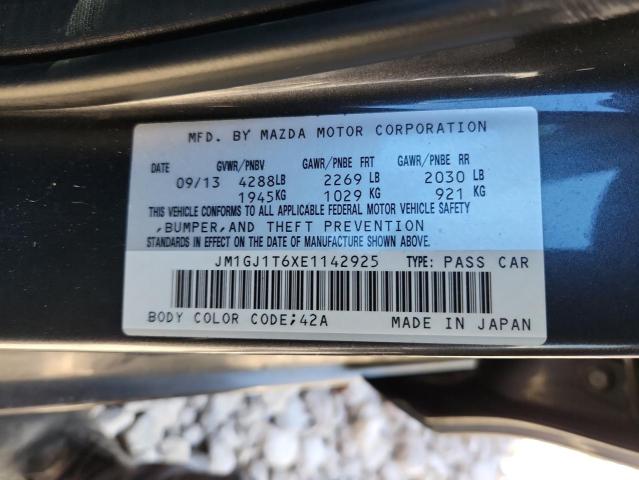 MFD. BY MAZDA MOTOR CORPORATION
DATE GVWR/PNBV GAWR/PNBE FRT GAWR/PNBE RR
09/13 4288LB 2269 LB 2030 LB
1945KG 1029 KG 921 KG
THIS VEHICLE CONFORMS TO ALL APPLICABLE FEDERAL MOTOR VEHICLE SAFETY
,BUMPER,AND THEFT PREVENTION
STANDARDS IN EFFECT ON THE DATE OF MANUFACTURE SHOWN ABOVE.
JM1GJ1T6XE1142925 TYPE: PASS CAR
BODY COLOR CODE;42A MADE IN JAPAN